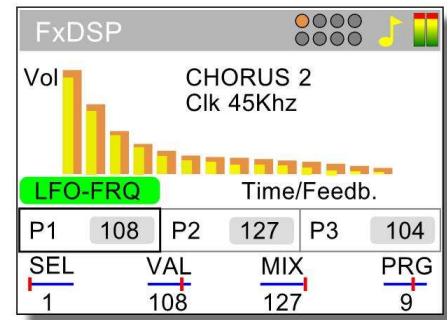 FxDSP
Vol CHORUS 2
Clk 45Khz
LFO-FRQ Time/Feedb.
P1 108 P2 127 P3 104
SEL VAL MIX PRG
1 108 127 9